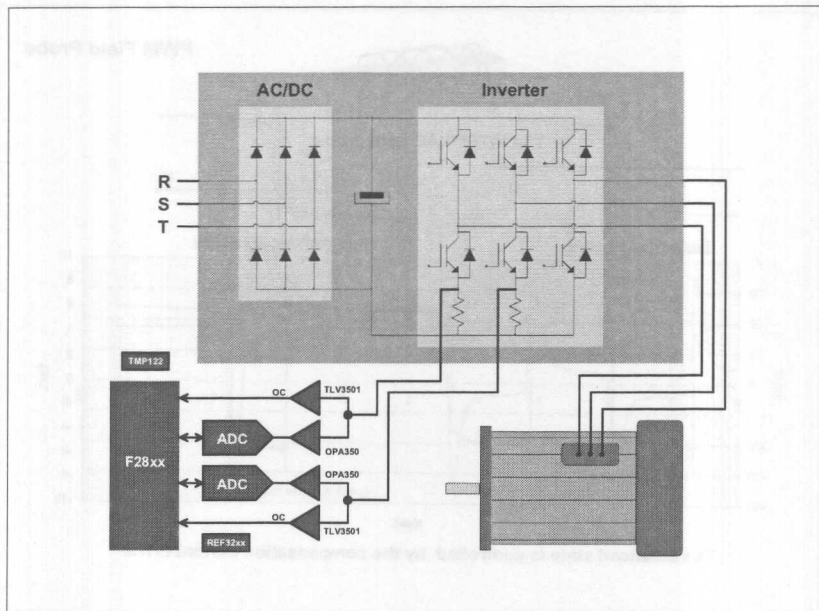 AC/DC
Inverter
R
S
T
TMP122
F28xx
OC
TLV3501
ADC
OPA350
ADC
OPA350
OC
TLV3501
REF32xx